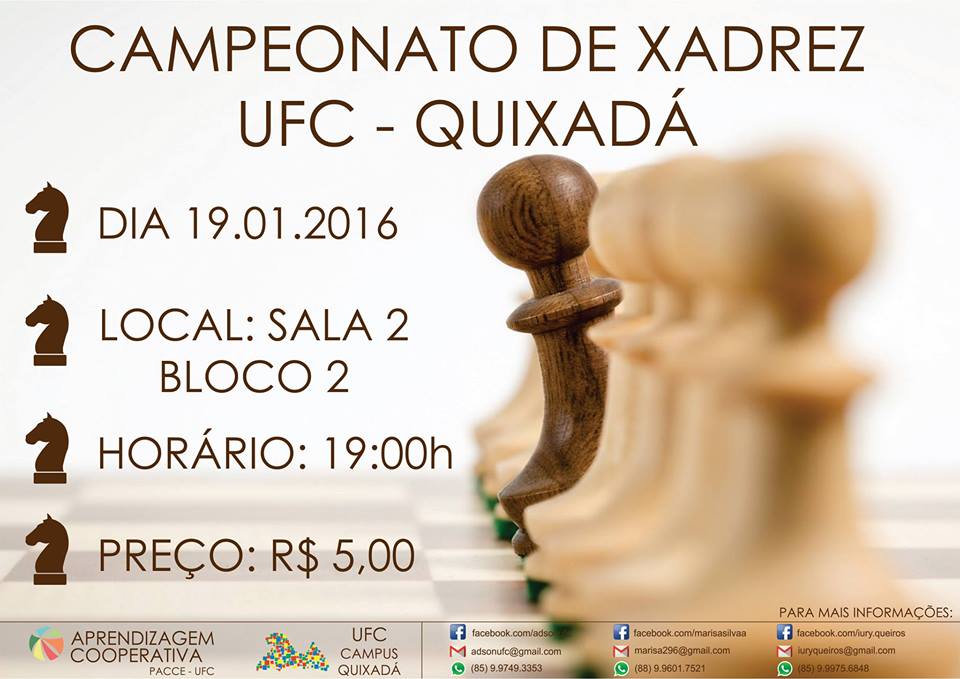 CAMPEONATO DE XADREZ
UFC - QUIXADÁ
DIA 19.01.2016
LOCAL: SALA 2
BLOCO 2
HORÁRIO: 19:00h
PREÇO: R$ 5,00
PARA MAIS INFORMAÇÕES:
APRENDIZAGEM
COOPERATIVA
PACCE - UFC
UFC
CAMPUS
QUIXADÁ
adsonufc@gmail.com
(85) 9.9749.3353
facebook.com/marisasilvaa
marisa296@gmail.com
(88) 9.9601.7521
facebook.com/iury.queiros
iuryqueiros@gmail.com
(85) 9.9975.6848